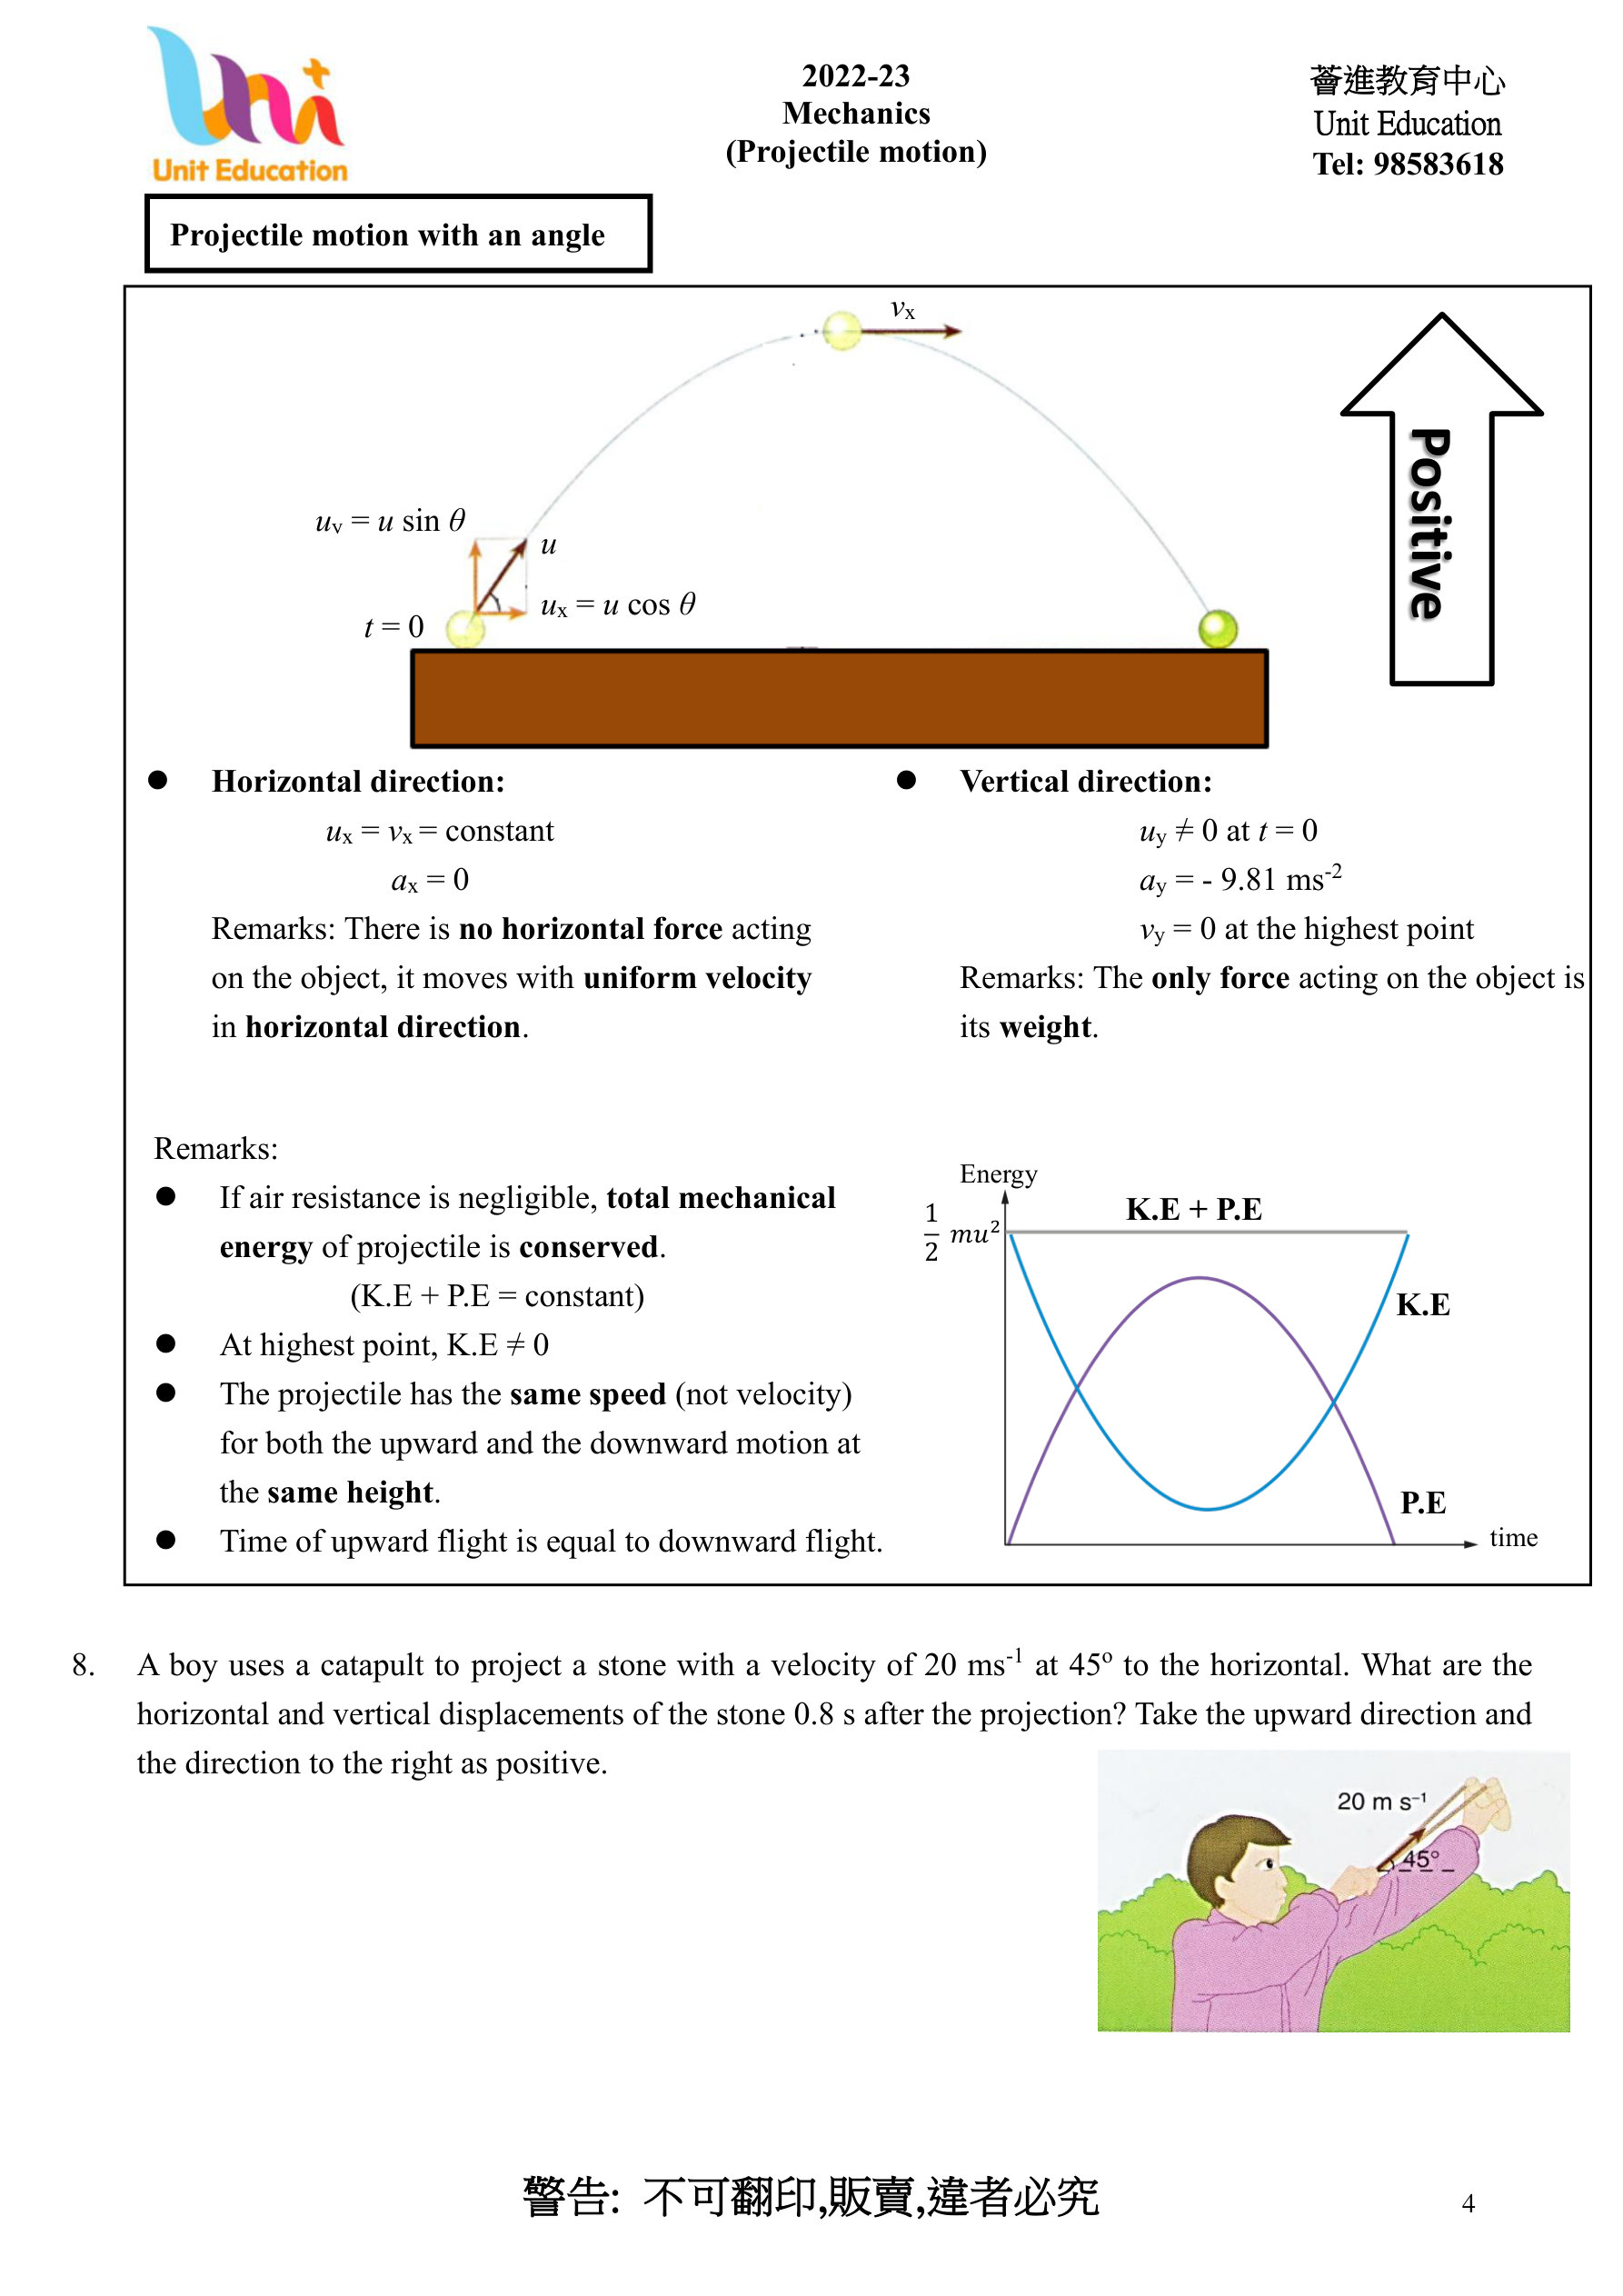 Unit Education
2022-23
Mechanics
(Projectile motion)
薈進教育中心
Unit Education
Tel: 98583618
Projectile motion with an angle
vx
Positive
uy = u sin θ
u
ux = u cos θ
t = 0
● Horizontal direction:
ux = vx = constant
ax = 0
Remarks: There is no horizontal force acting
on the object, it moves with uniform velocity
in horizontal direction.
● Vertical direction:
uy ≠ 0 at t = 0
ay = - 9.81 ms-2
vy = 0 at the highest point
Remarks: The only force acting on the object is
its weight.
Remarks:
● If air resistance is negligible, total mechanical
energy of projectile is conserved.
(K.E + P.E = constant)
● At highest point, K.E ≠ 0
● The projectile has the same speed (not velocity)
for both the upward and the downward motion at
the same height.
● Time of upward flight is equal to downward flight.
Energy
1/2 mu²
K.E + P.E
K.E
P.E
time
8. A boy uses a catapult to project a stone with a velocity of 20 ms-1 at 45º to the horizontal. What are the
horizontal and vertical displacements of the stone 0.8 s after the projection? Take the upward direction and
the direction to the right as positive.
20 m s⁻¹
45°
警告: 不可翻印,販賣,違者必究
4